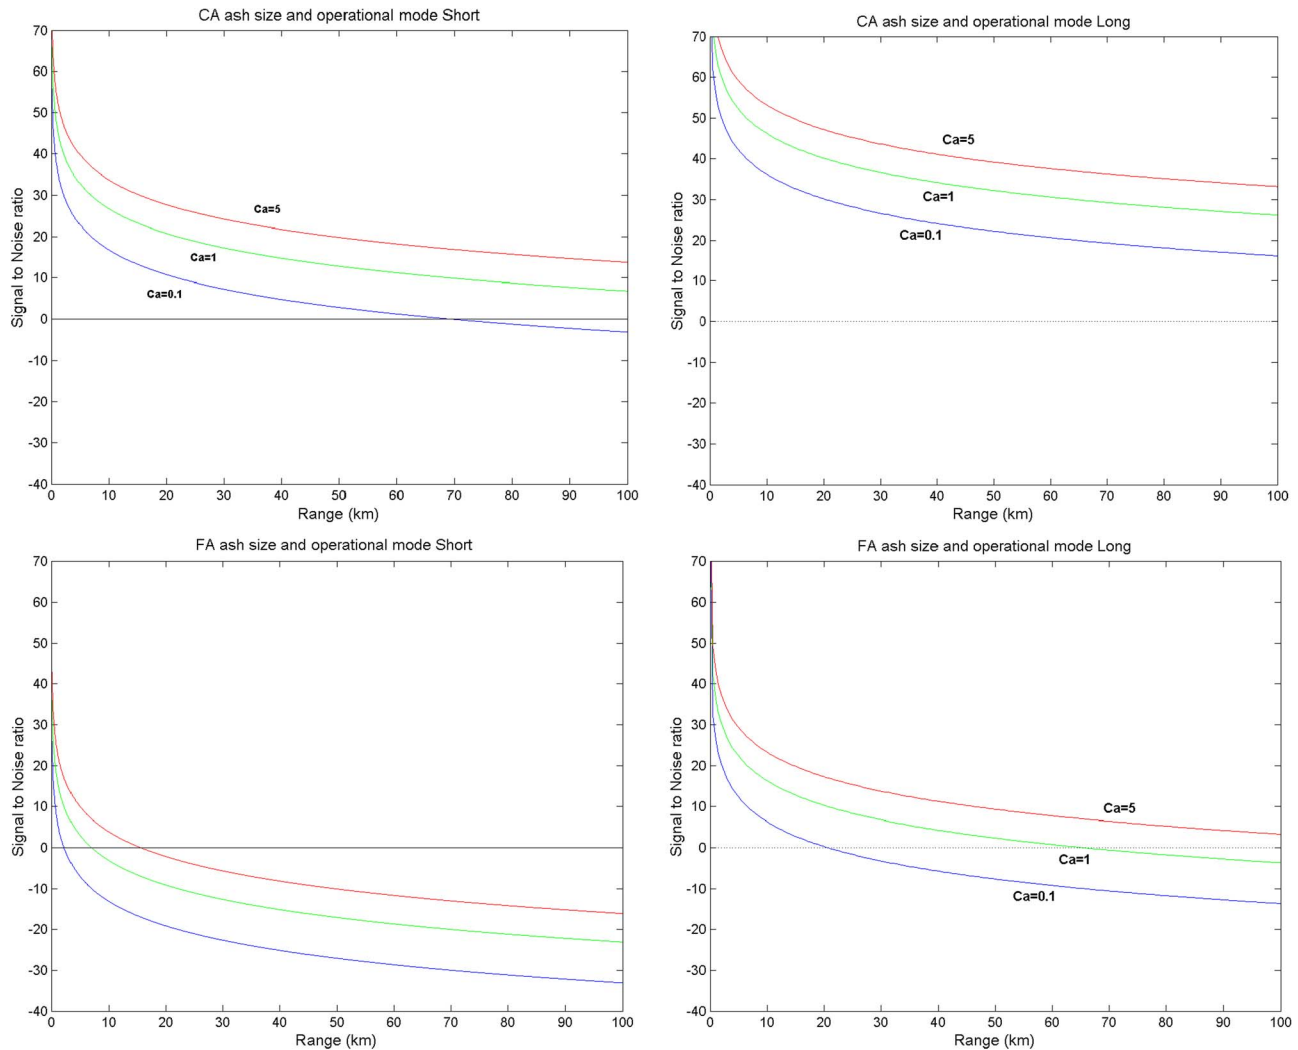 CA ash size and operational mode Short
Signal to Noise ratio
70
60
50
40
30
20
10
0
-10
-20
-30
-40
Ca=5
Ca=1
Ca=0.1
0 10 20 30 40 50 60 70 80 90 100
Range (km)
CA ash size and operational mode Long
Signal to Noise ratio
70
60
50
40
30
20
10
0
-10
-20
-30
-40
Ca=5
Ca=1
Ca=0.1
0 10 20 30 40 50 60 70 80 90 100
Range (km)
FA ash size and operational mode Short
Signal to Noise ratio
70
60
50
40
30
20
10
0
-10
-20
-30
-40
0 10 20 30 40 50 60 70 80 90 100
Range (km)
FA ash size and operational mode Long
Signal to Noise ratio
70
60
50
40
30
20
10
0
-10
-20
-30
-40
Ca=5
Ca=1
Ca=0.1
0 10 20 30 40 50 60 70 80 90 100
Range (km)